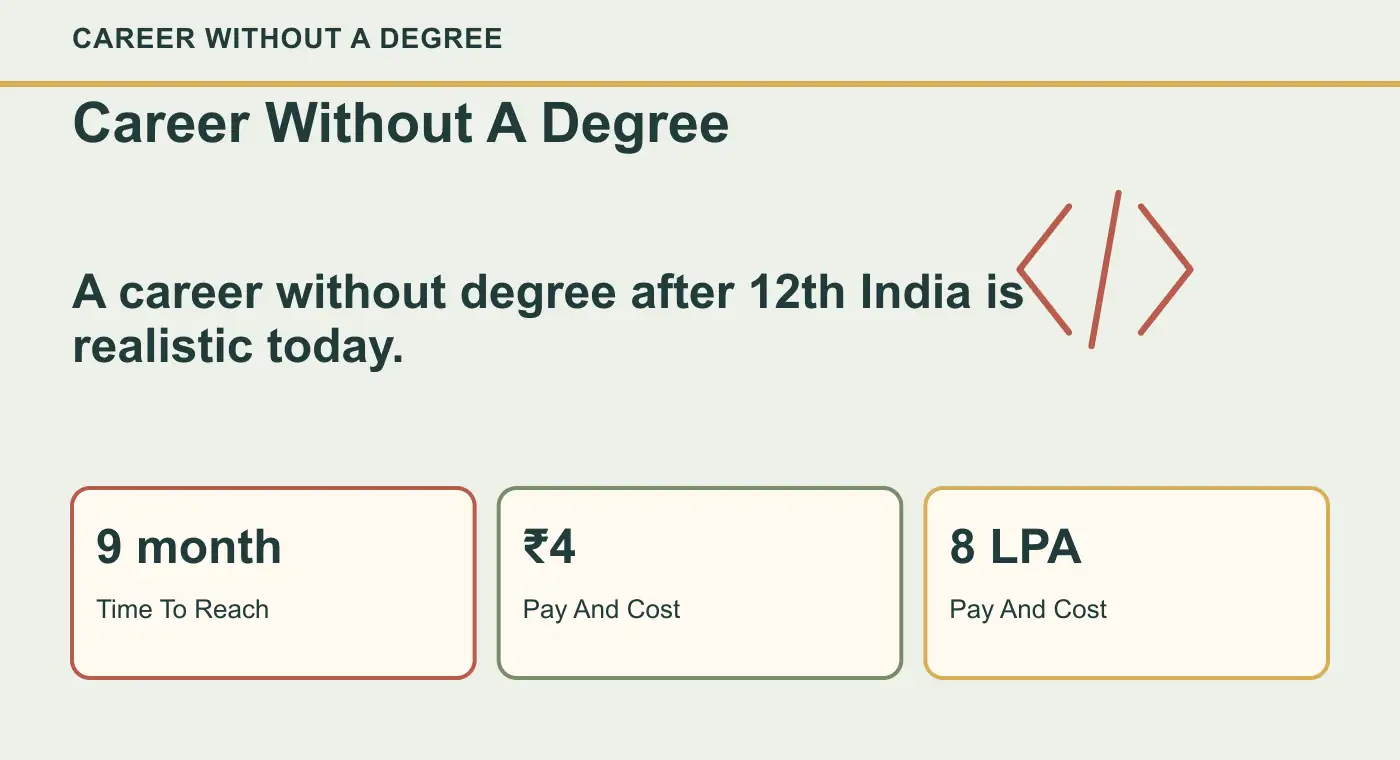 CAREER WITHOUT A DEGREE
Career Without A Degree
A career without degree after 12th India is
realistic today.
9 month
Time To Reach
₹4
Pay And Cost
8 LPA
Pay And Cost